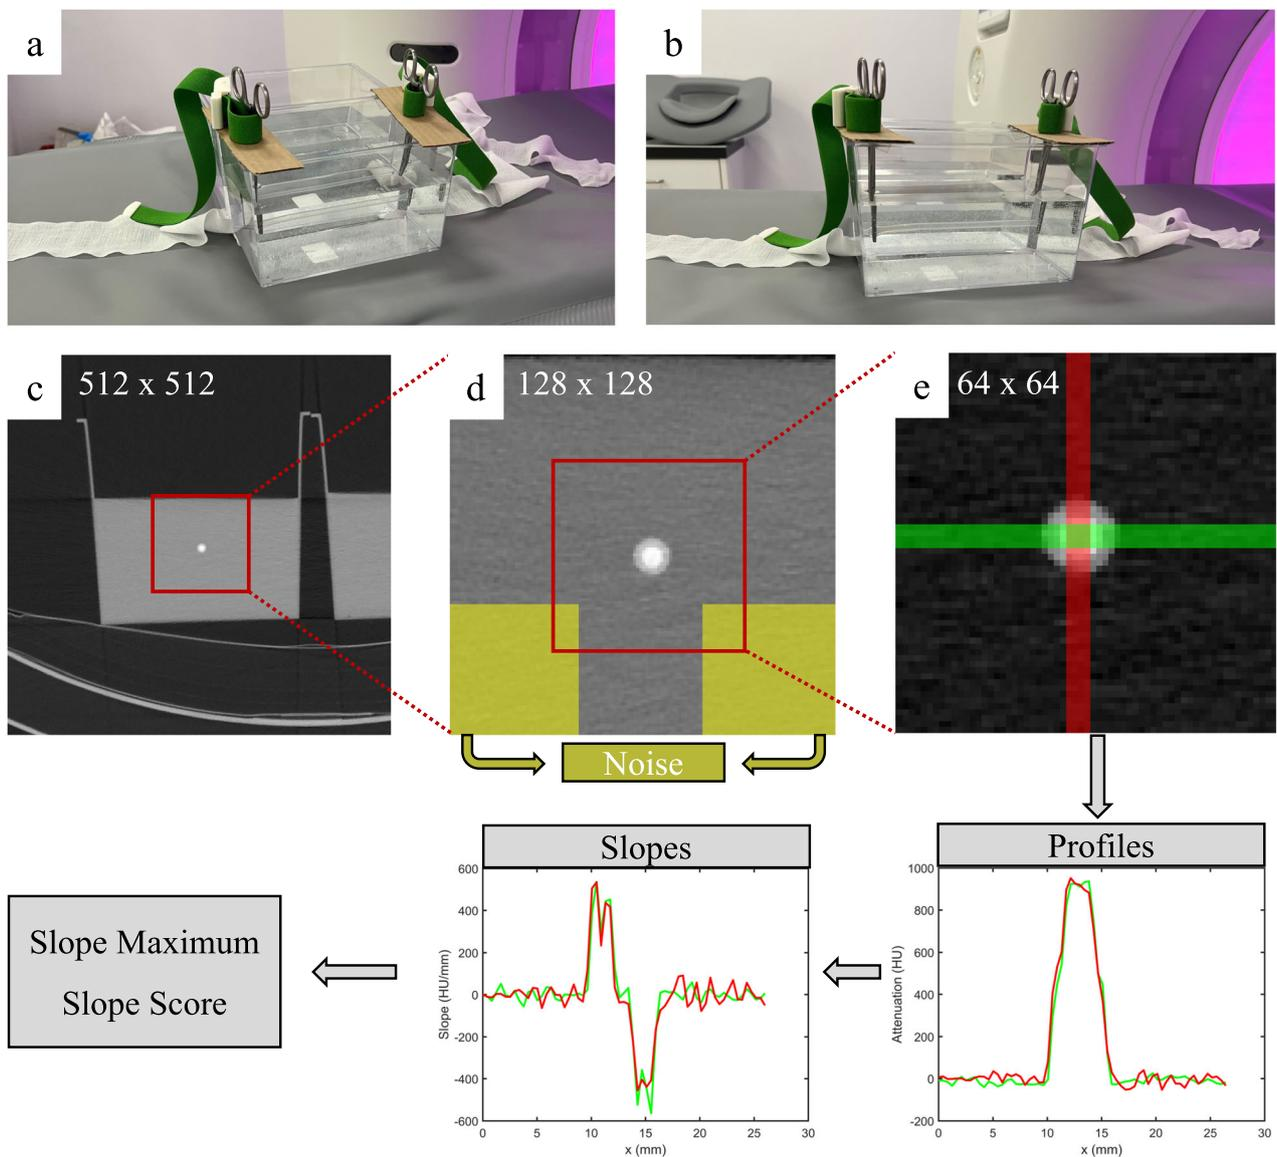 a
b
c
512 x 512
d
128 x 128
e
64 x 64
Noise
Slopes
Profiles
Slope Maximum
Slope Score
600
400
200
0
-200
-400
-600
Slope (HU/mm)
0 5 10 15 20 25 30
x (mm)
1000
800
600
400
200
0
-200
Attenuation (HU)
0 5 10 15 20 25 30
x (mm)